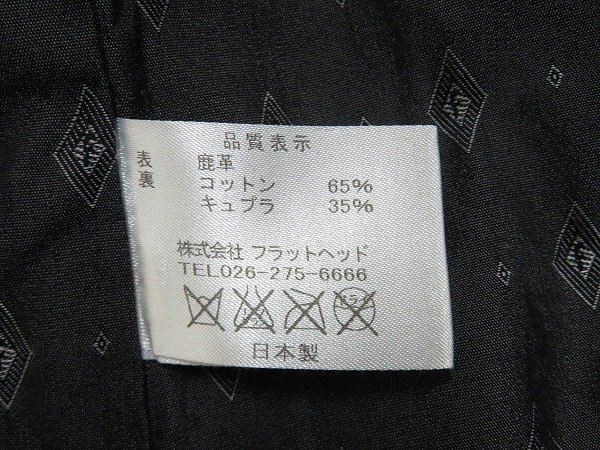 品質表示
表 鹿革
裏 コットン 65%
キュプラ 35%
株式会社 フラットヘッド
TEL026-275-6666
日本製